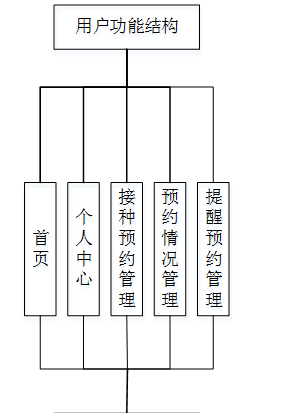 用户功能结构
首页
个人中心
接种预约管理
预约情况管理
提醒预约管理